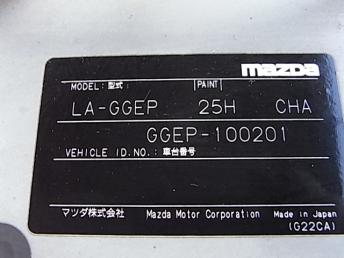 mazda
MODEL: 型式 PAINT
LA-GGEP 25H CHA
GGEP-100201
VEHICLE ID.NO.: 車台番号
マツダ株式会社 Mazda Motor Corporation Made in Japan
(G22CA)